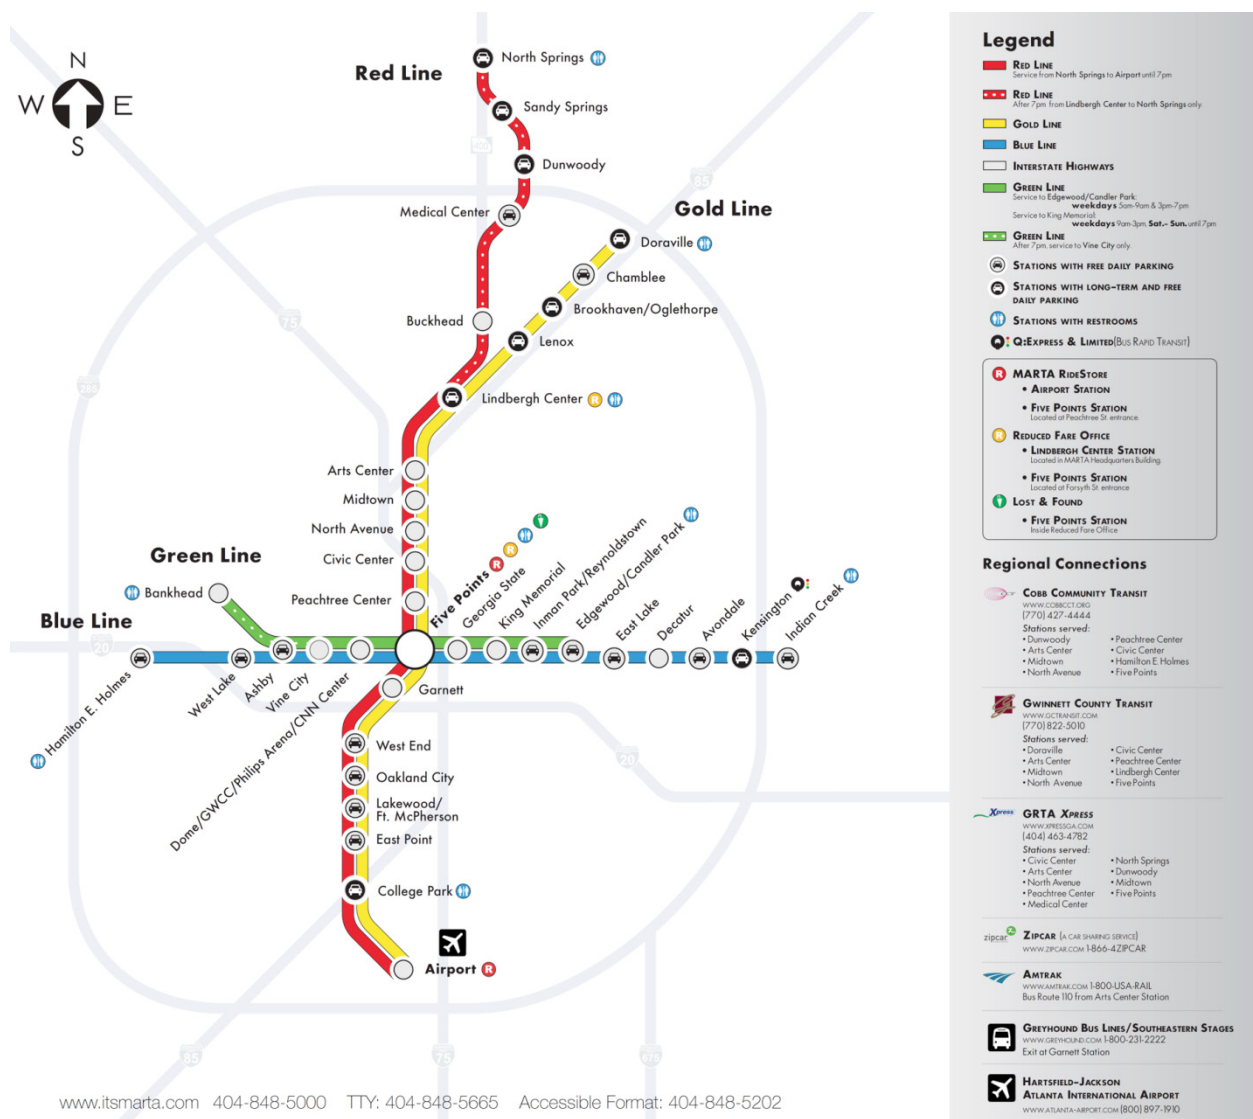 N
W E
S
Red Line
North Springs
Sandy Springs
400
Dunwoody
85
Medical Center
Gold Line
Doraville
Chamblee
Brookhaven/Oglethorpe
75
Buckhead
Lenox
285
Lindbergh Center R
Arts Center
Midtown
North Avenue
Civic Center
Peachtree Center
Green Line
Bankhead
Blue Line
20
Hamilton E. Holmes
West Lake
Ashby
Vine City
Dome/GWCC/Philips Arena/CNN Center
Five Points R R
Georgia State
King Memorial
Inman Park/Reynoldstown
Edgewood/Candler Park
East Lake
Decatur
Avondale
Kensington Q
Indian Creek
Garnett
West End
20
Oakland City
Lakewood/
Ft. McPherson
East Point
College Park
Airport R
85
75
675
www.itsmarta.com 404-848-5000 TTY: 404-848-5665 Accessible Format: 404-848-5202
Legend
Red Line
Service from North Springs to Airport until 7pm
Red Line
After 7pm from Lindbergh Center to North Springs only.
Gold Line
Blue Line
Interstate Highways
Green Line
Service to Edgewood/Candler Park:
weekdays 5am-9am & 3pm-7pm
Service to King Memorial:
weekdays 9am-3pm, Sat.- Sun. until 7pm
Green Line
After 7pm, service to Vine City only.
Stations with free daily parking
Stations with long-term and free
daily parking
Stations with restrooms
Q: Q:Express & Limited(Bus Rapid Transit)
R MARTA RideStore
• Airport Station
• Five Points Station
Located at Peachtree St. entrance.
R Reduced Fare Office
• Lindbergh Center Station
Located in MARTA Headquarters Building.
• Five Points Station
Located at Forsyth St. entrance
Lost & Found
• Five Points Station
Inside Reduced Fare Office
Regional Connections
Cobb Community Transit
www.cobbcct.org
(770) 427-4444
Stations served:
• Dunwoody • Peachtree Center
• Arts Center • Civic Center
• Midtown • Hamilton E. Holmes
• North Avenue • Five Points
Gwinnett County Transit
www.gctransit.com
(770) 822-5010
Stations served:
• Doraville • Civic Center
• Arts Center • Peachtree Center
• Midtown • Lindbergh Center
• North Avenue • Five Points
Xpress GRTA Xpress
www.xpressga.com
(404) 463-4782
Stations served:
• Civic Center • North Springs
• Arts Center • Dunwoody
• North Avenue • Midtown
• Peachtree Center • Five Points
• Medical Center
zipcar Zipcar (a car sharing service)
www.zipcar.com 1-866-4ZIPCAR
Amtrak
www.amtrak.com 1-800-USA-RAIL
Bus Route 110 from Arts Center Station
Greyhound Bus Lines/Southeastern Stages
www.greyhound.com 1-800-231-2222
Exit at Garnett Station
Hartsfield-Jackson
Atlanta International Airport
www.atlanta-airport.com (800) 897-1910